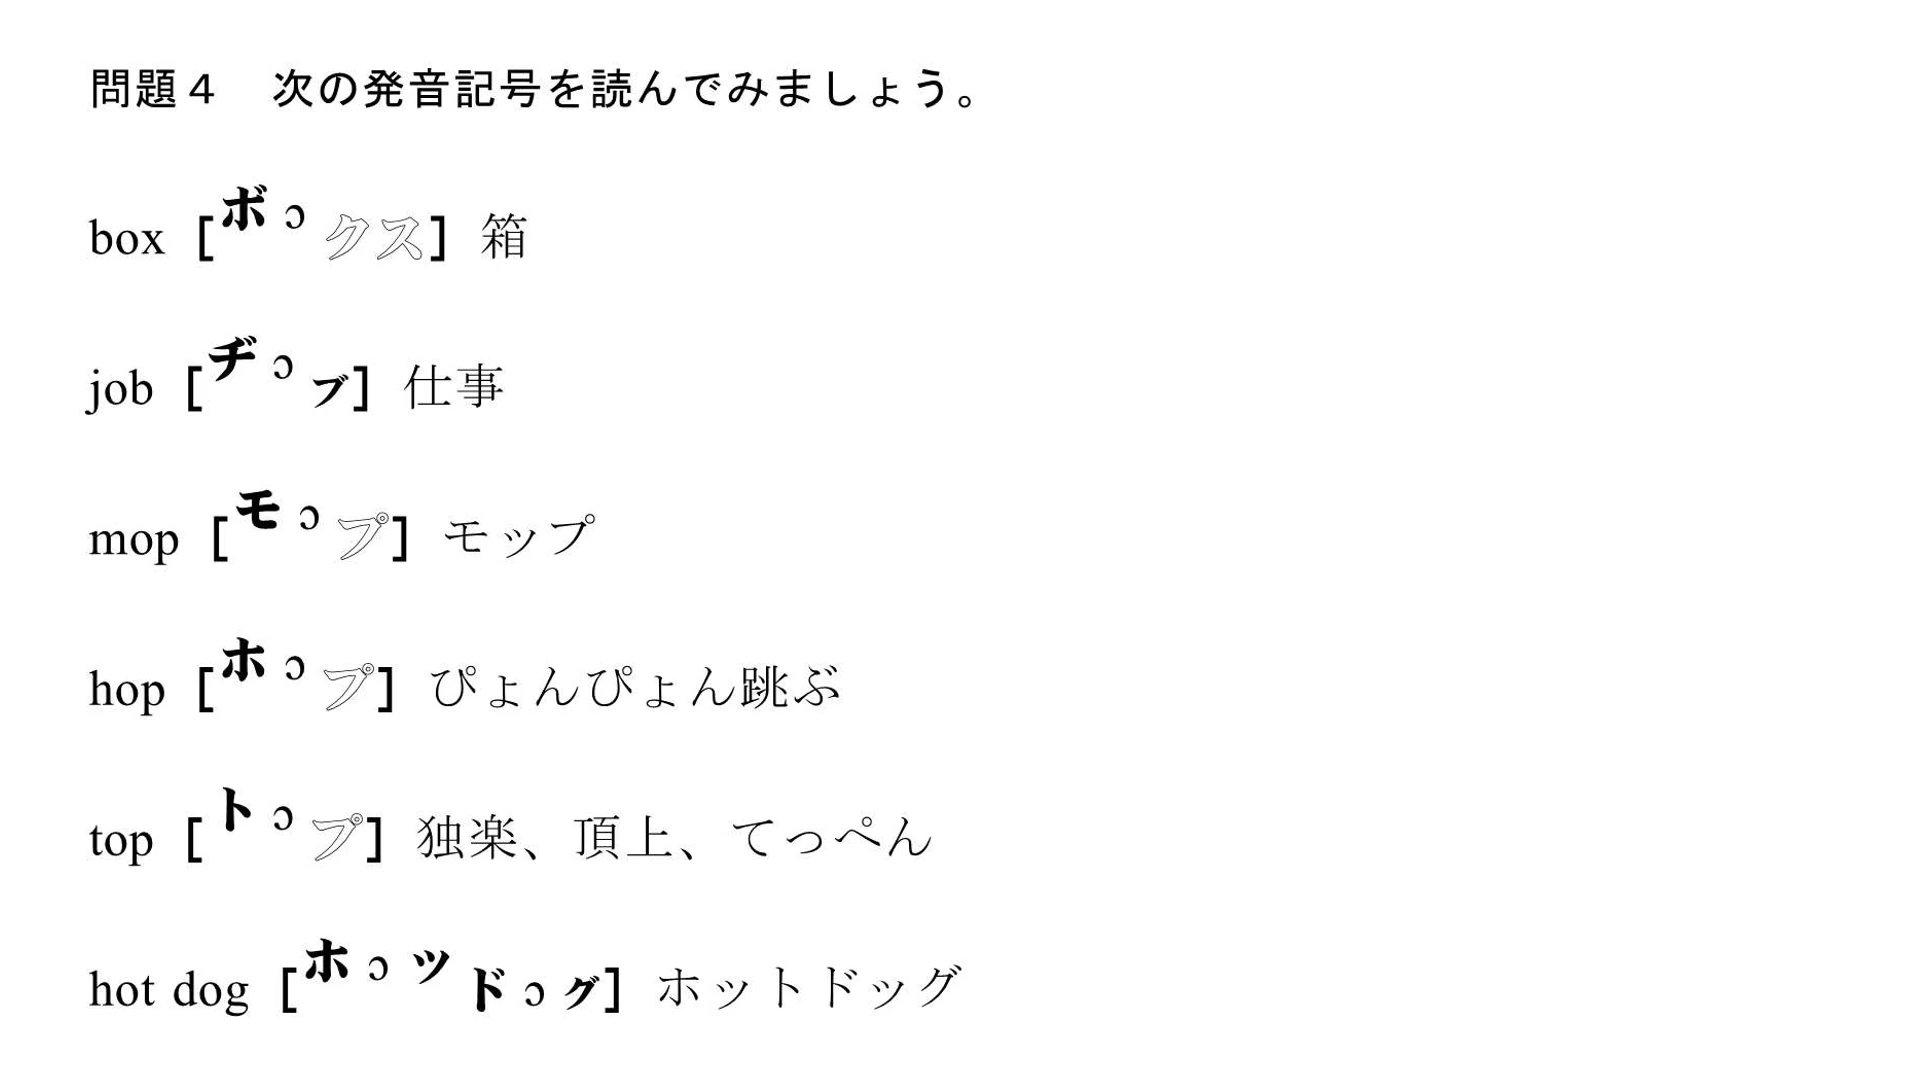 問題４　次の発音記号を読んでみましょう。
box [ボɔクス] 箱
job [ヂɔブ] 仕事
mop [モɔプ] モップ
hop [ホɔプ] ぴょんぴょん跳ぶ
top [トɔプ] 独楽、頂上、てっぺん
hot dog [ホɔッドɔグ] ホットドッグ